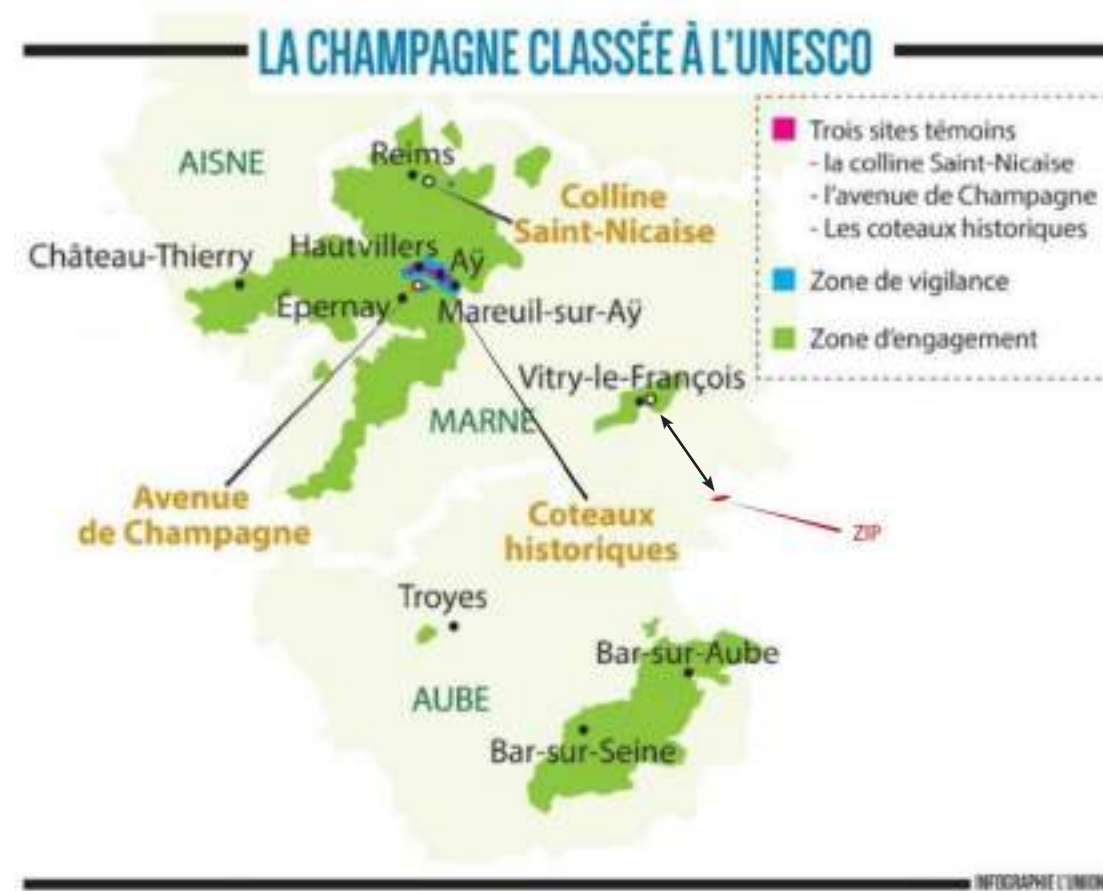 LA CHAMPAGNE CLASSÉE À L'UNESCO
Trois sites témoins
- la colline Saint-Nicaise
- l'avenue de Champagne
- Les coteaux historiques
Zone de vigilance
Zone d'engagement
AISNE
Reims
Colline
Saint-Nicaise
Château-Thierry
Hautvillers
Aÿ
Épernay
Mareuil-sur-Aÿ
Vitry-le-François
MARNE
Avenue
de Champagne
Coteaux
historiques
ZIP
Troyes
Bar-sur-Aube
AUBE
Bar-sur-Seine
INFOGRAPHIE L'UNION